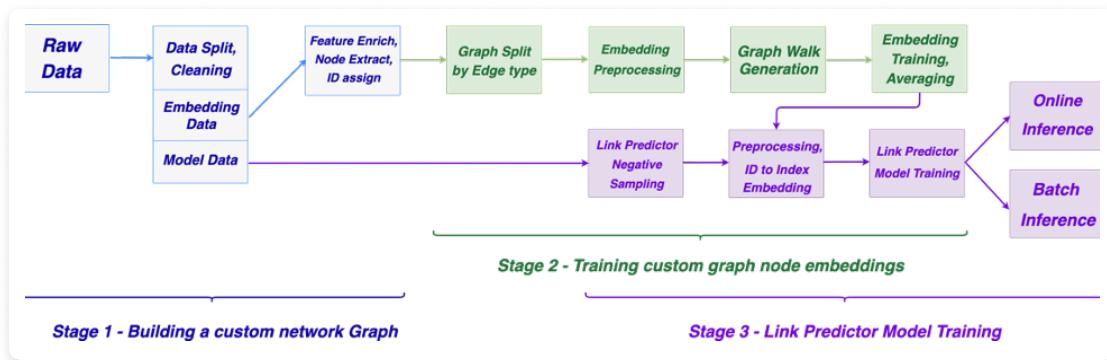 Raw
Data
Data Split,
Cleaning
Embedding
Data
Model Data
Feature Enrich,
Node Extract,
ID assign
Graph Split
by Edge type
Embedding
Preprocessing
Graph Walk
Generation
Embedding
Training,
Averaging
Link Predictor
Negative
Sampling
Preprocessing,
ID to Index
Embedding
Link Predictor
Model Training
Online
Inference
Batch
Inference
Stage 2 - Training custom graph node embeddings
Stage 1 - Building a custom network Graph
Stage 3 - Link Predictor Model Training